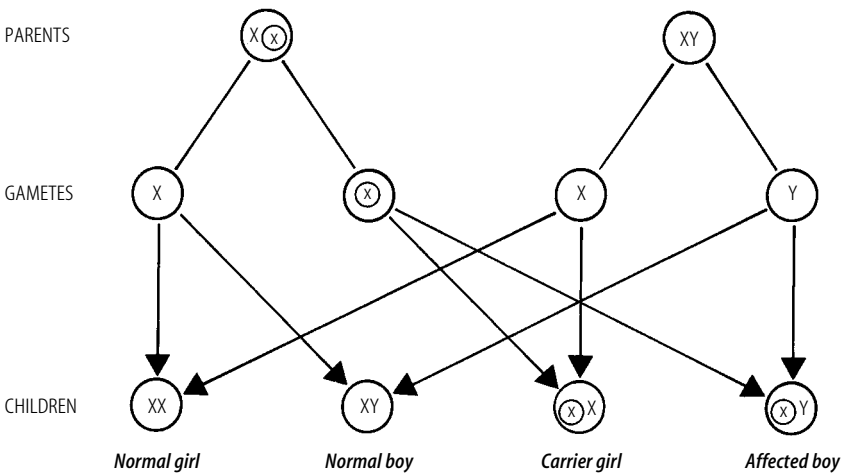 PARENTS X x XY
GAMETES X x X Y
CHILDREN XX XY x X x Y
Normal girl Normal boy Carrier girl Affected boy